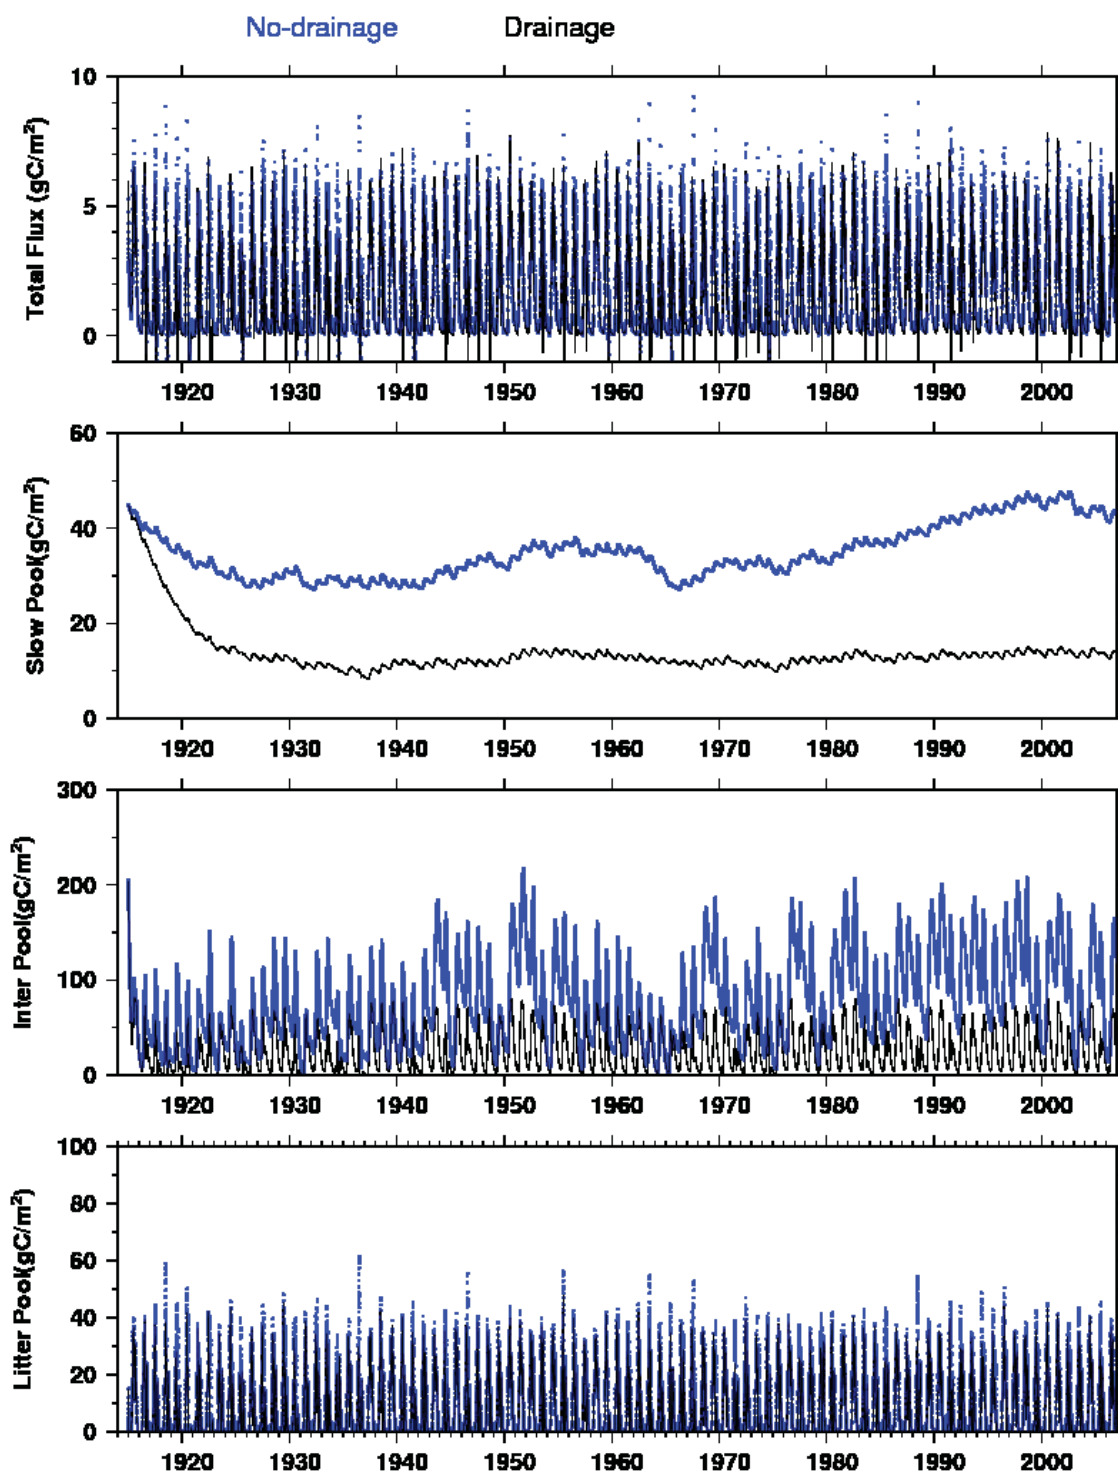 No-drainage Drainage
Total Flux (gC/m²)
10
5
0
1920 1930 1940 1950 1960 1970 1980 1990 2000
Slow Pool(gC/m²)
60
40
20
0
1920 1930 1940 1950 1960 1970 1980 1990 2000
Inter Pool(gC/m²)
300
200
100
0
1920 1930 1940 1950 1960 1970 1980 1990 2000
Litter Pool(gC/m²)
100
80
60
40
20
0
1920 1930 1940 1950 1960 1970 1980 1990 2000